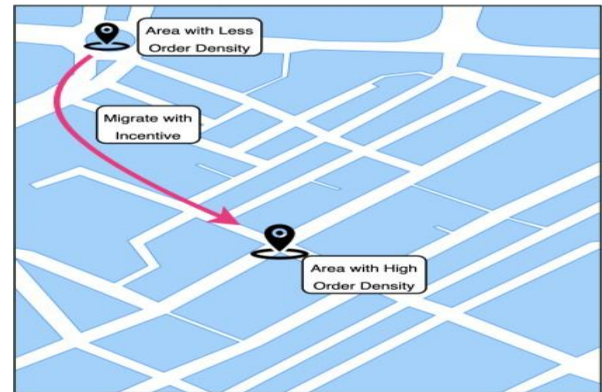 Area with Less
Order Density
Migrate with
Incentive
Area with High
Order Density